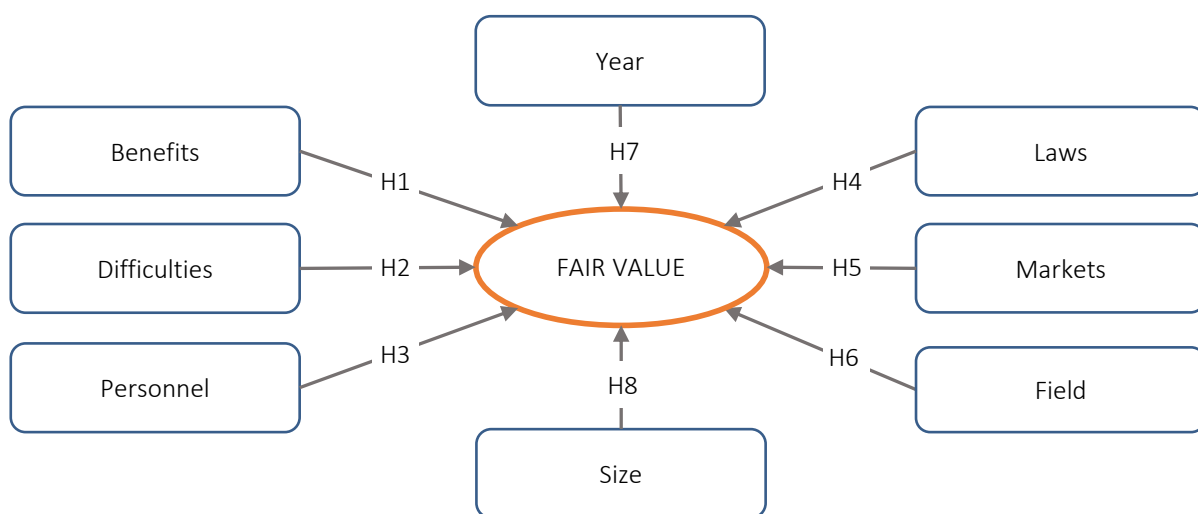 Year
Benefits
H7
Laws
H1
H4
Difficulties
H2
FAIR VALUE
H5
Markets
H3
H6
Personnel
H8
Field
Size